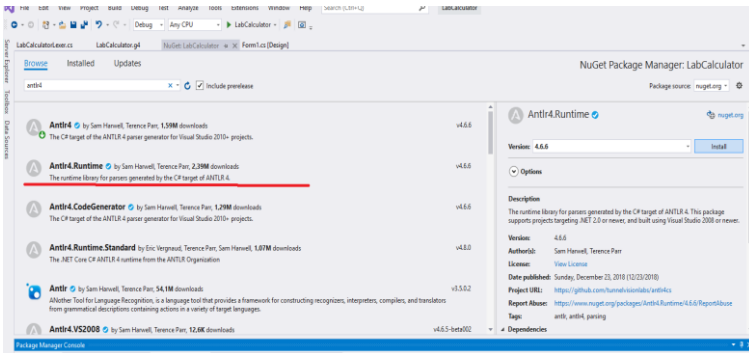 File Edit View Project Build Debug Test Analyze Tools Extensions Window Help Search (Ctrl+Q) LabCalculator
Debug Any CPU LabCalculator
LabCalculatorLexer.cs LabCalculator.g4 NuGet: LabCalculator Form1.cs [Design]
Server Explorer
Toolbox
Data Sources
Browse Installed Updates NuGet Package Manager: LabCalculator
antlr4 Include prerelease Package source: nuget.org
Antlr4 by Sam Harwell, Terence Parr, 1,59M downloads v4.6.6
The C# target of the ANTLR 4 parser generator for Visual Studio 2010+ projects.
Antlr4.Runtime by Sam Harwell, Terence Parr, 2,39M downloads v4.6.6
The runtime library for parsers generated by the C# target of ANTLR 4.
Antlr4.CodeGenerator by Sam Harwell, Terence Parr, 1,29M downloads v4.6.6
The C# target of the ANTLR 4 parser generator for Visual Studio 2010+ projects.
Antlr4.Runtime.Standard by Eric Vergnaud, Terence Parr, Sam Harwell, 1,07M downloads v4.8.0
The .NET Core C# ANTLR 4 runtime from the ANTLR Organization
Antlr by Sam Harwell, Terence Parr, 54,1M downloads v3.5.0.2
ANother Tool for Language Recognition, is a language tool that provides a framework for constructing recognizers, interpreters, compilers, and translators
from grammatical descriptions containing actions in a variety of target languages.
Antlr4.VS2008 by Sam Harwell, Terence Parr, 12,6K downloads v4.6.5-beta002
Antlr4.Runtime nuget.org
Version: 4.6.6 Install
Options
Description
The runtime library for parsers generated by the C# target of ANTLR 4. This package
supports projects targeting .NET 2.0 or newer, and built using Visual Studio 2008 or newer.
Version: 4.6.6
Author(s): Sam Harwell, Terence Parr
License: View License
Date published: Sunday, December 23, 2018 (12/23/2018)
Project URL: https://github.com/tunnelvisionlabs/antlr4cs
Report Abuse: https://www.nuget.org/packages/Antlr4.Runtime/4.6.6/ReportAbuse
Tags: antlr, antlr4, parsing
Dependencies
Package Manager Console